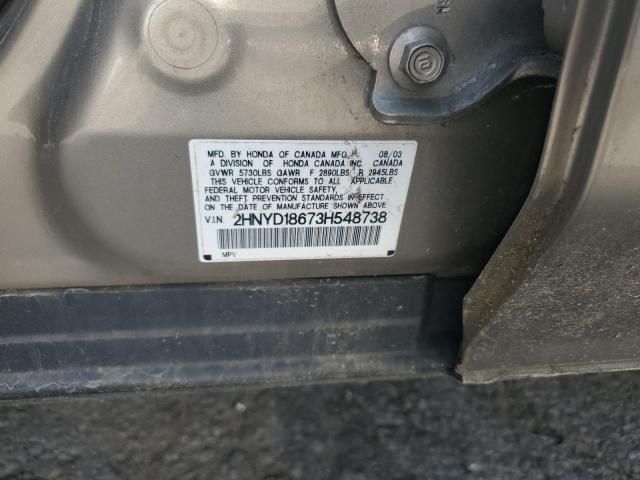 MFD. BY HONDA OF CANADA MFG. 08/03
A DIVISION OF HONDA CANADA INC. CANADA
GVWR 5730LBS GAWR F 2890LBS R 2945LBS
THIS VEHICLE CONFORMS TO ALL APPLICABLE
FEDERAL MOTOR VEHICLE SAFETY
AND THEFT PREVENTION STANDARDS IN EFFECT
ON THE DATE OF MANUFACTURE SHOWN ABOVE.
V.I.N. 2HNYD18673H548738
MPV